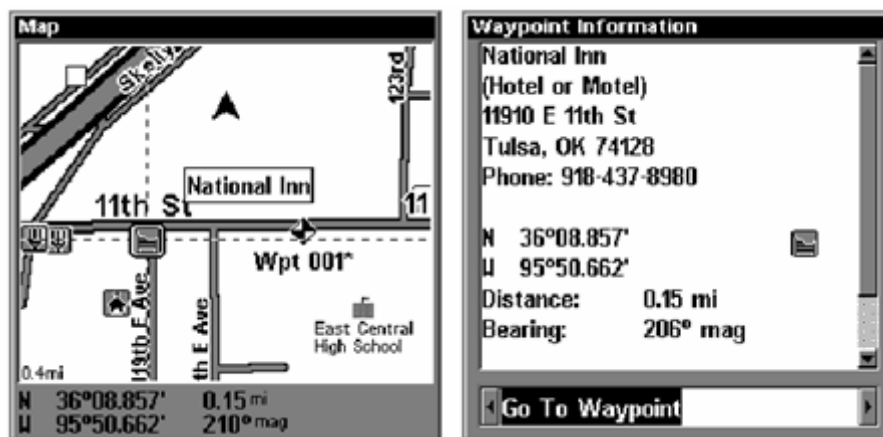 Map
Skelly
123rd
National Inn
11th St
11
Wpt 001*
119th E Ave
th E Ave
East Central
High School
0.4mi
N 36°08.857' 0.15 mi
W 95°50.662' 210° mag
Waypoint Information
National Inn
(Hotel or Motel)
11910 E 11th St
Tulsa, OK 74128
Phone: 918-437-8980
N 36°08.857'
W 95°50.662'
Distance: 0.15 mi
Bearing: 206° mag
Go To Waypoint